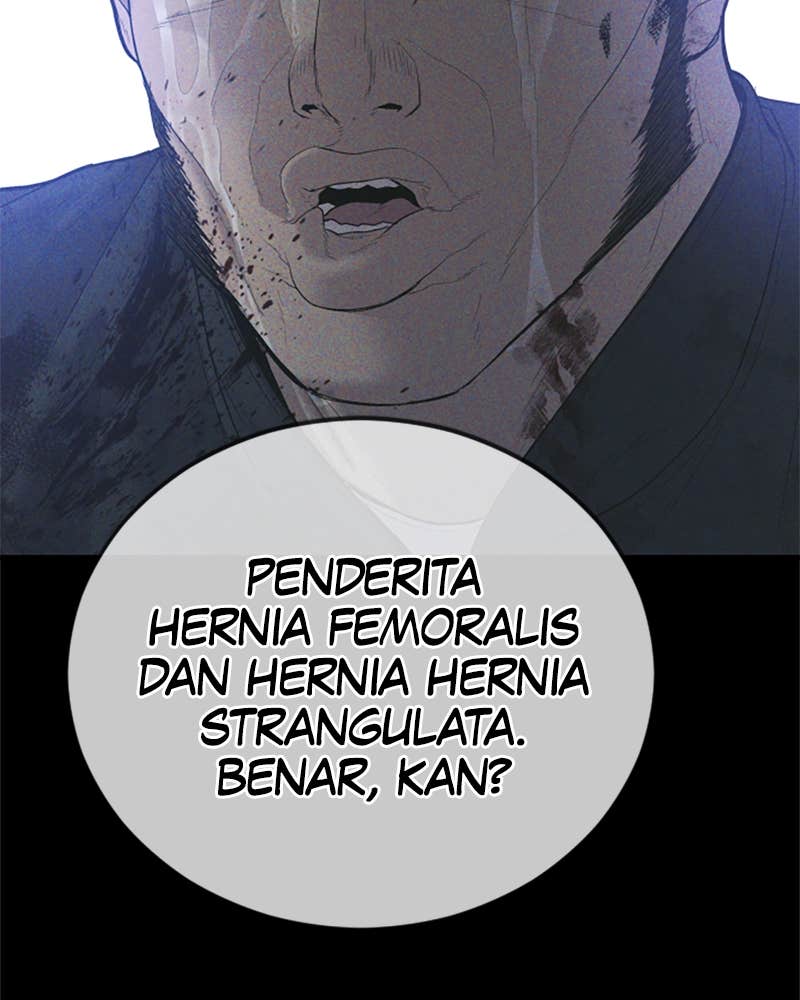 PENDERITA
HERNIA FEMORALIS
DAN HERNIA HERNIA
STRANGULATA.
BENAR, KAN?